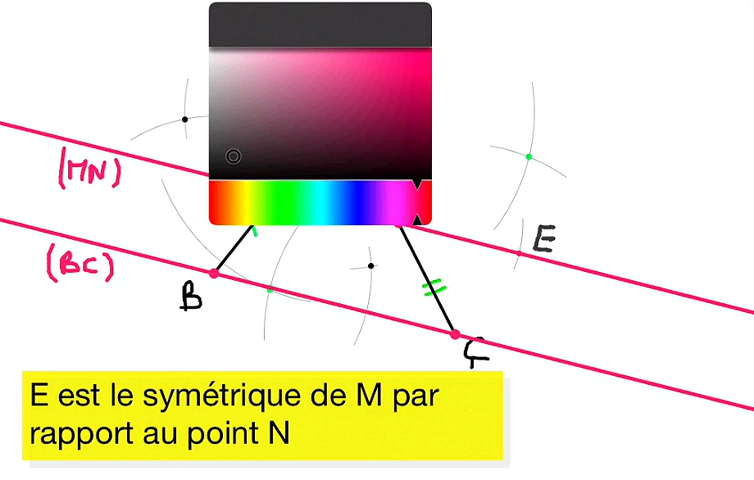 (MN)
E
(BC)
B
C
E est le symétrique de M par
rapport au point N